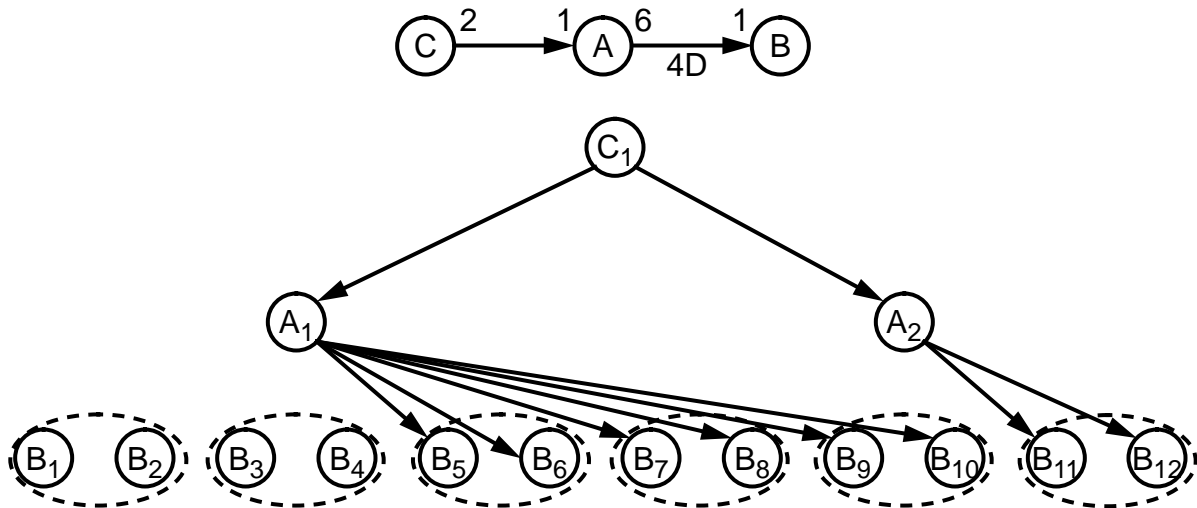 C 2 1 A 6 1 B
4D
C₁
A₁ A₂
B₁ B₂ B₃ B₄ B₅ B₆ B₇ B₈ B₉ B₁₀ B₁₁ B₁₂